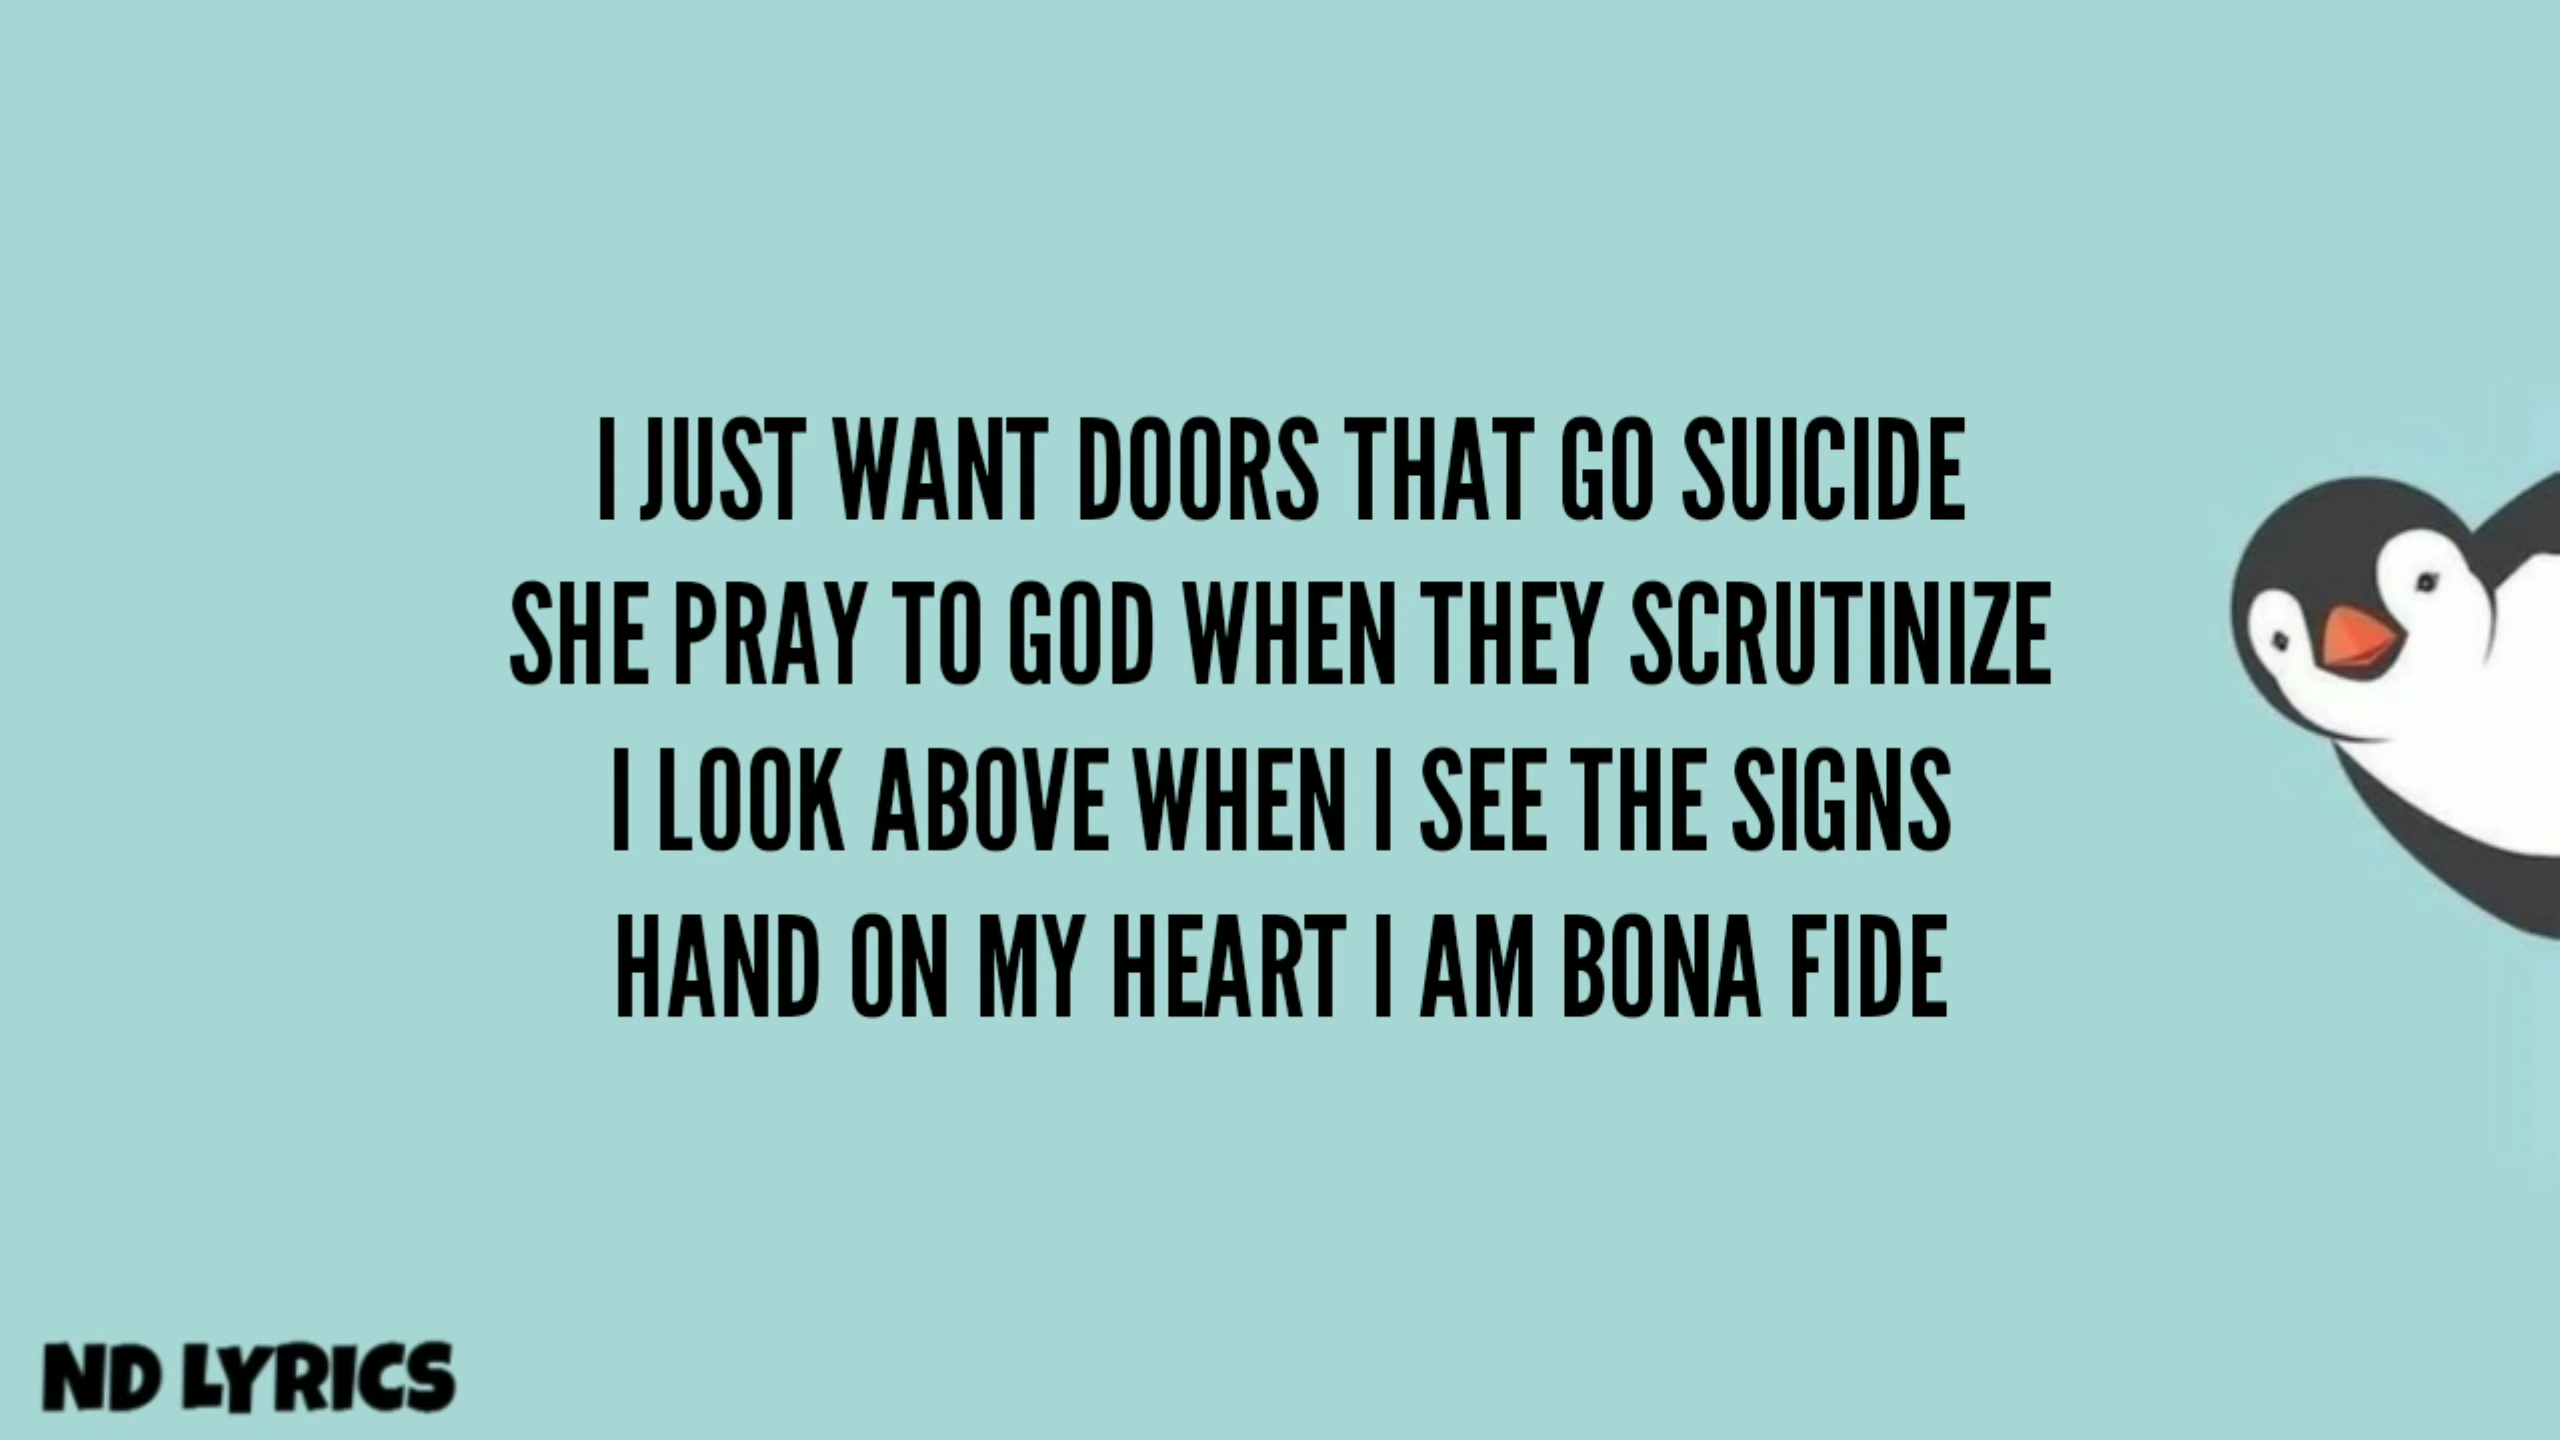 I JUST WANT DOORS THAT GO SUICIDE
SHE PRAY TO GOD WHEN THEY SCRUTINIZE
I LOOK ABOVE WHEN I SEE THE SIGNS
HAND ON MY HEART I AM BONA FIDE
ND LYRICS